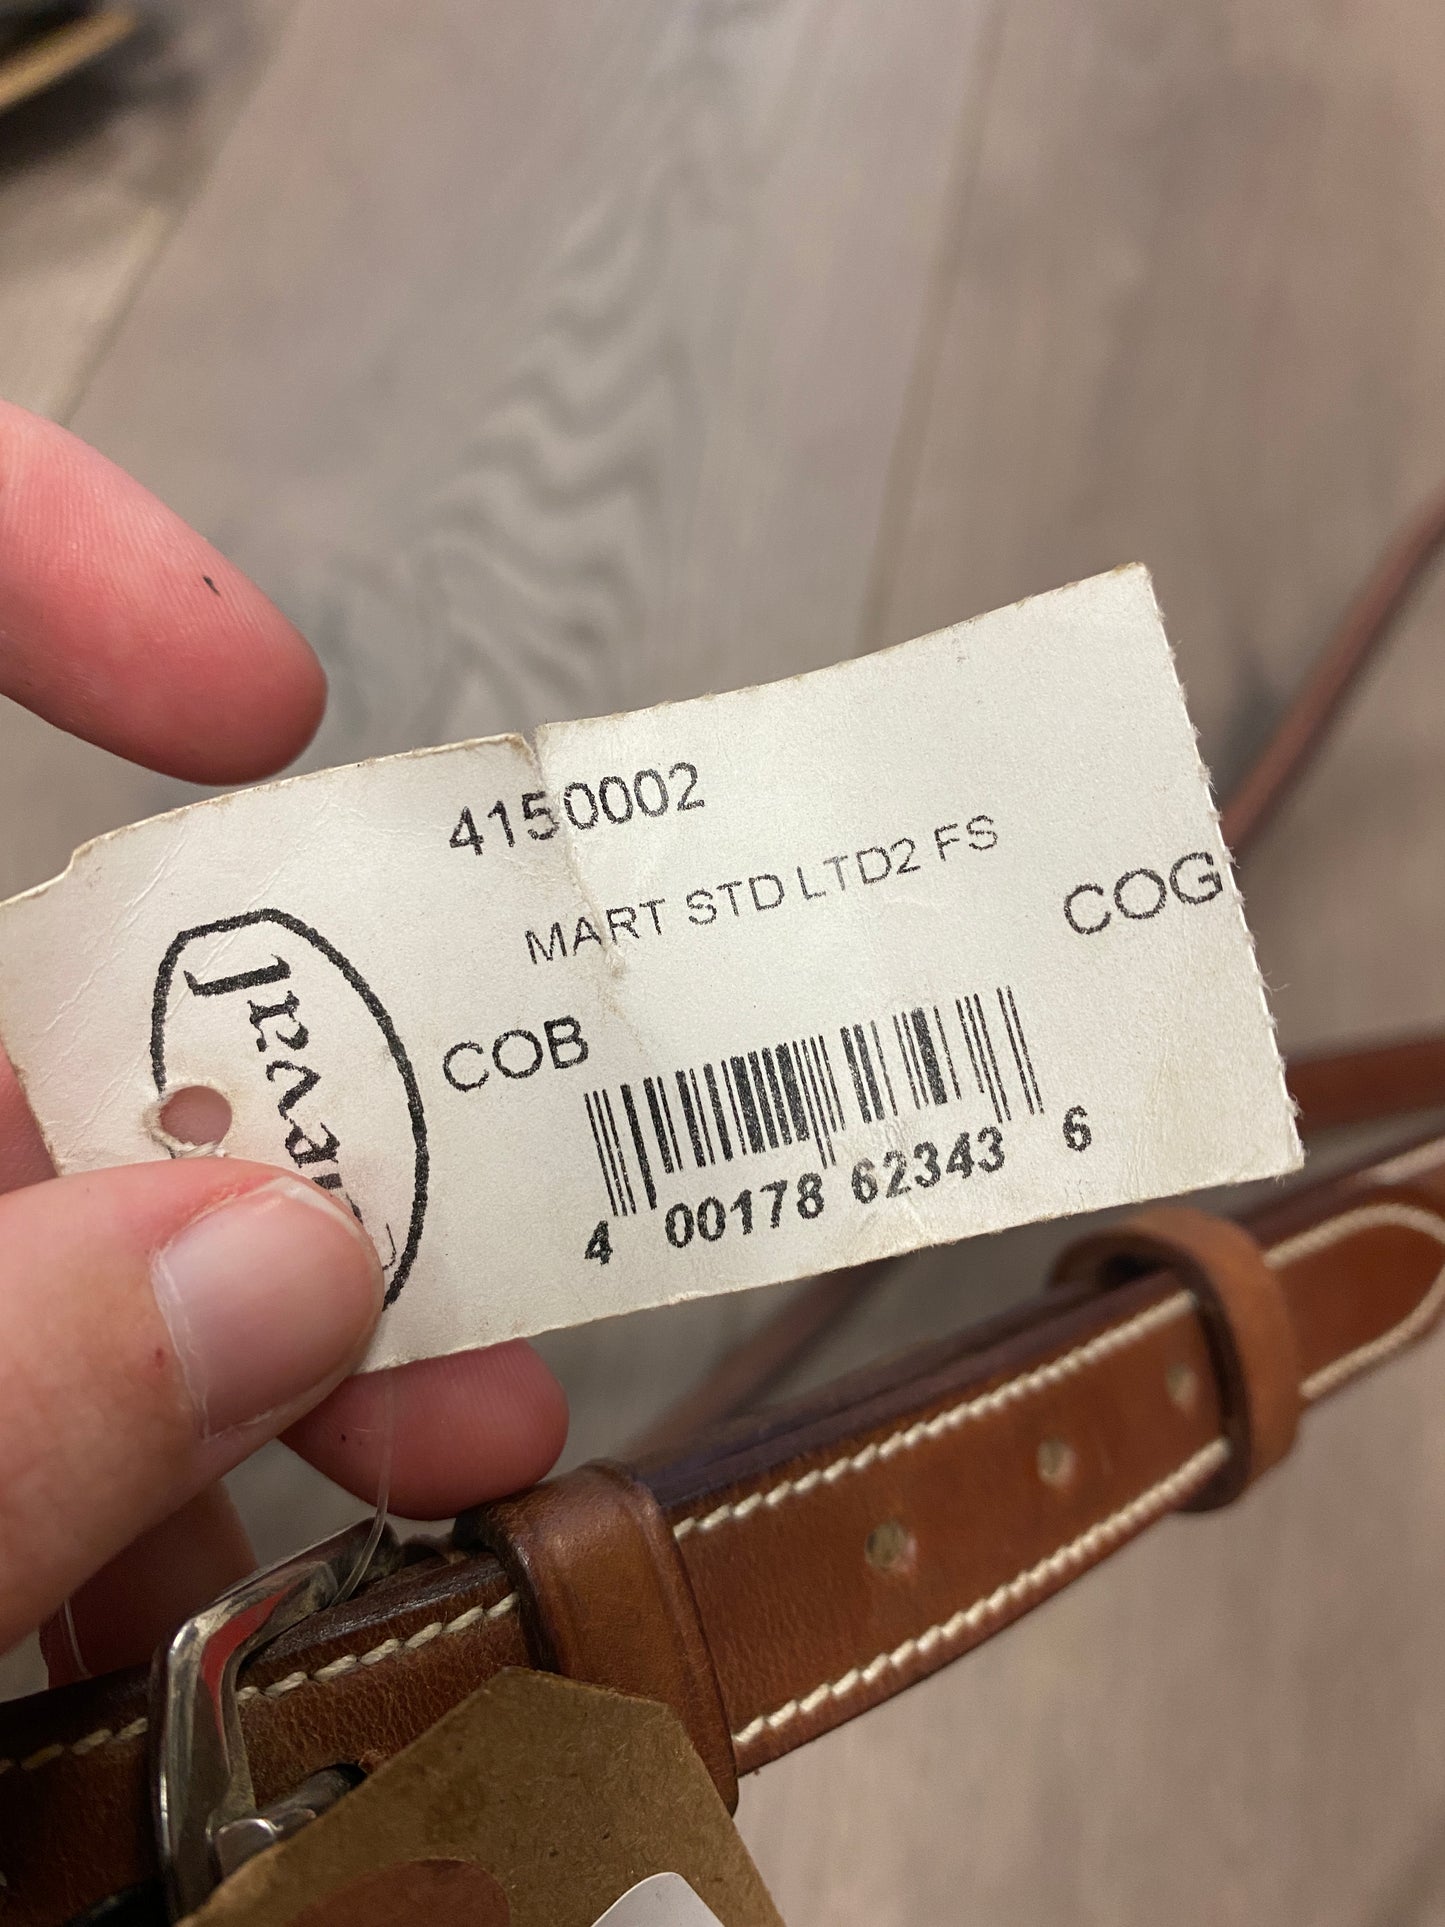 4150002
MART STD LTD2 FS
COG
COB
4 00178 62343 6